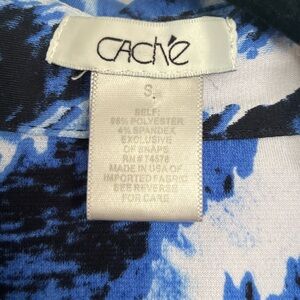 CACHé
S.
SELF:
96% POLYESTER
4% SPANDEX
EXCLUSIVE
OF SNAPS
RN# 74578
MADE IN USA OF
IMPORTED FABRIC
SEE REVERSE
FOR CARE